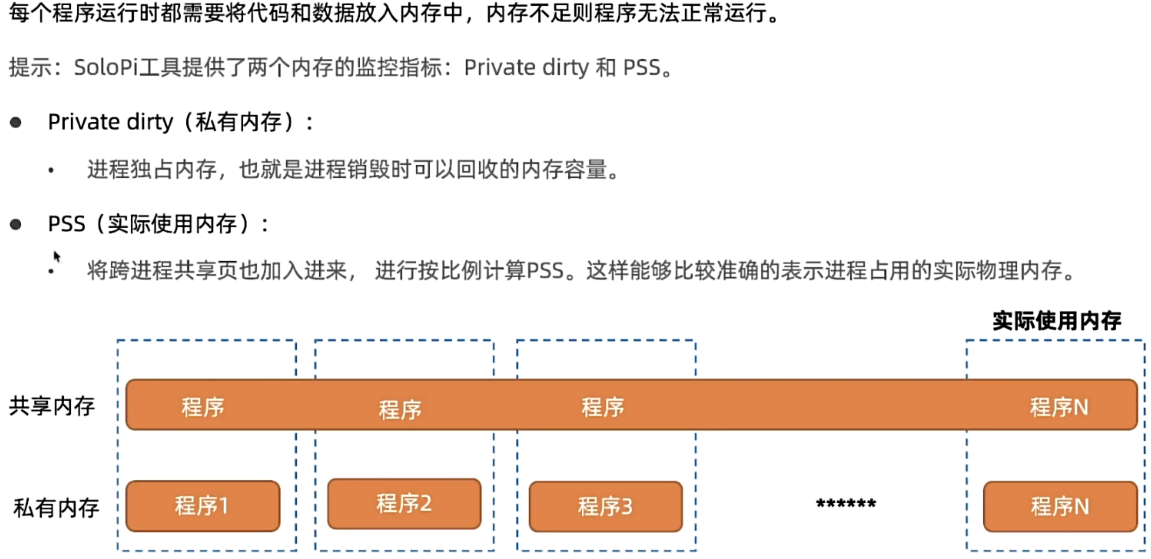 每个程序运行时都需要将代码和数据放入内存中，内存不足则程序无法正常运行。
提示：SoloPi工具提供了两个内存的监控指标：Private dirty 和 PSS。
● Private dirty（私有内存）：
• 进程独占内存，也就是进程销毁时可以回收的内存容量。
● PSS（实际使用内存）：
• 将跨进程共享页也加入进来， 进行按比例计算PSS。这样能够比较准确的表示进程占用的实际物理内存。
实际使用内存
共享内存 程序 程序 程序 程序N
私有内存 程序1 程序2 程序3 ****** 程序N